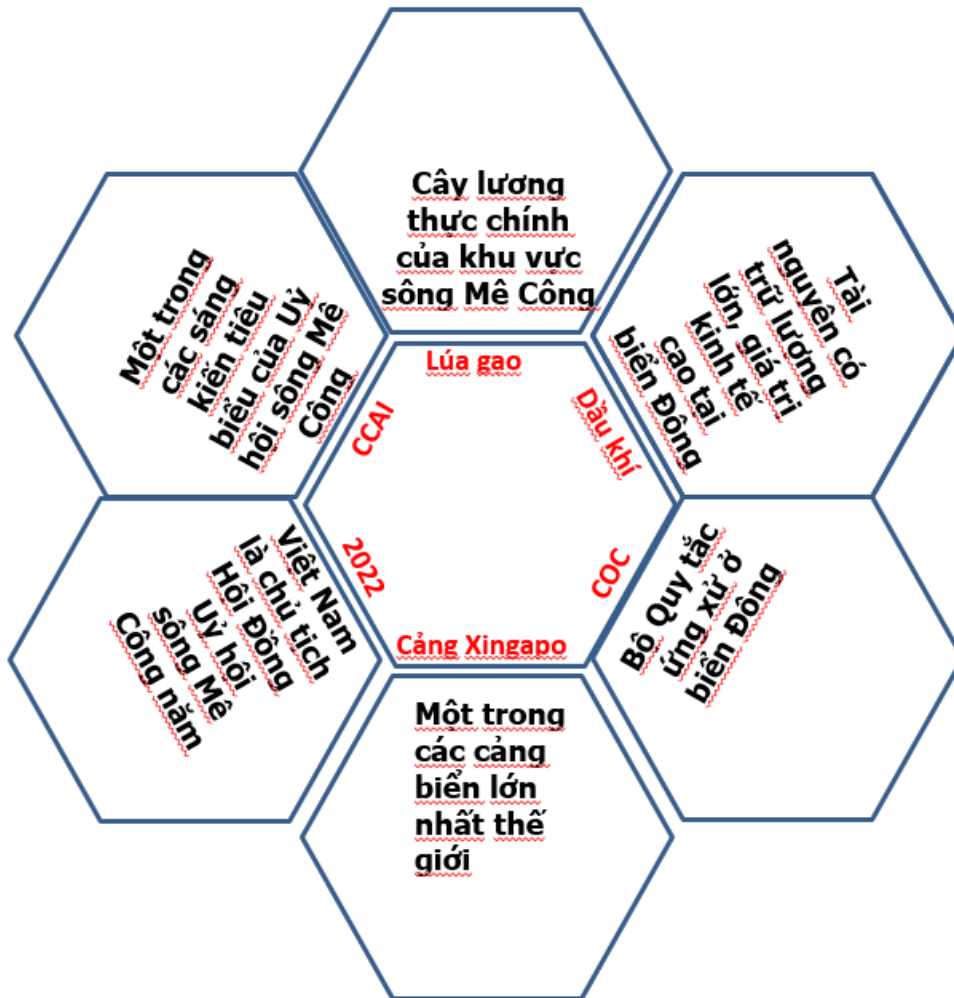 Cây lương
thực chính
của khu vực
sông Mê Công
Một trong
các sáng
kiến tiêu
biểu của Uỷ
hội sông Mê
Công
Tài
nguyên có
trữ lượng
lớn, giá trị
kinh tế
cao tại
biển Đông
Lúa gạo
CCAI
Dầu khí
2022
COC
Cảng Xingapo
Việt Nam
là chủ tịch
Hội Đồng
Uỷ hội
sông Mê
Công năm
Bộ Quy tắc
ứng xử ở
biển Đông
Một trong
các cảng
biển lớn
nhất thế
giới